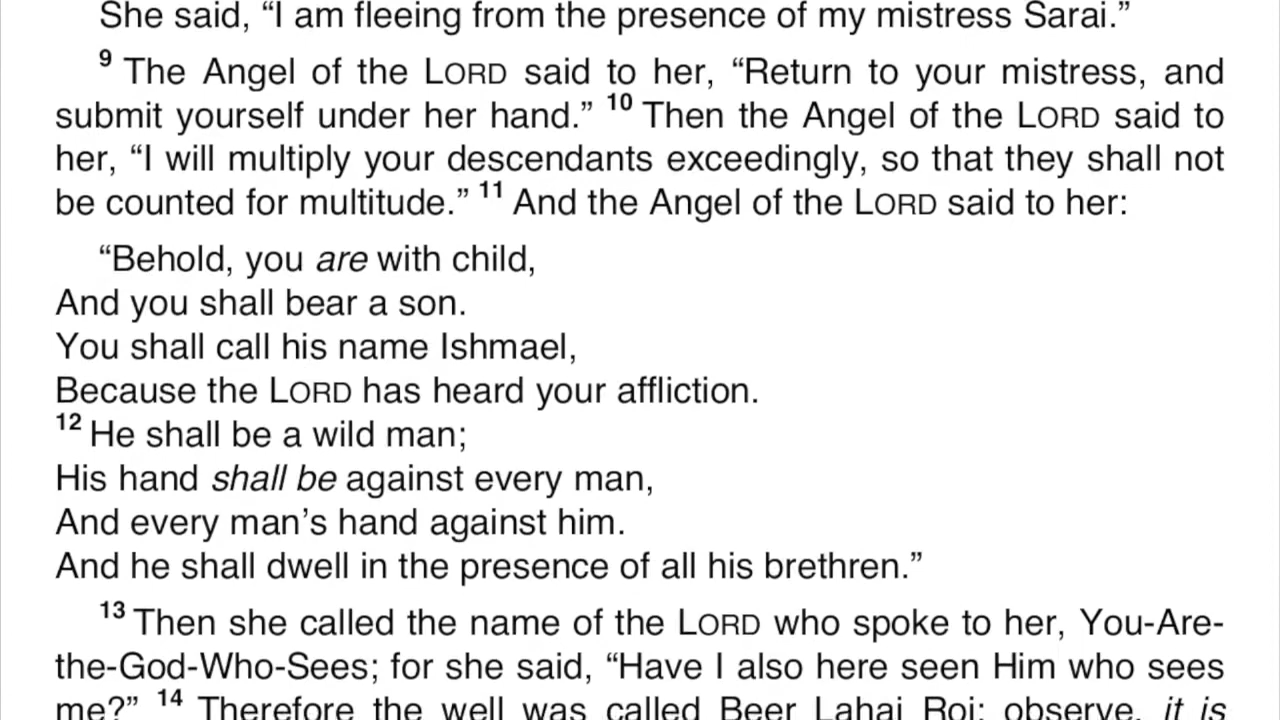 She said, “I am fleeing from the presence of my mistress Sarai.”
9 The Angel of the LORD said to her, “Return to your mistress, and
submit yourself under her hand.” 10 Then the Angel of the LORD said to
her, “I will multiply your descendants exceedingly, so that they shall not
be counted for multitude.” 11 And the Angel of the LORD said to her:
“Behold, you are with child,
And you shall bear a son.
You shall call his name Ishmael,
Because the LORD has heard your affliction.
12 He shall be a wild man;
His hand shall be against every man,
And every man’s hand against him.
And he shall dwell in the presence of all his brethren.”
13 Then she called the name of the LORD who spoke to her, You-Are-
the-God-Who-Sees; for she said, “Have I also here seen Him who sees
me?” 14 Therefore the well was called Beer Lahai Roi; observe, it is